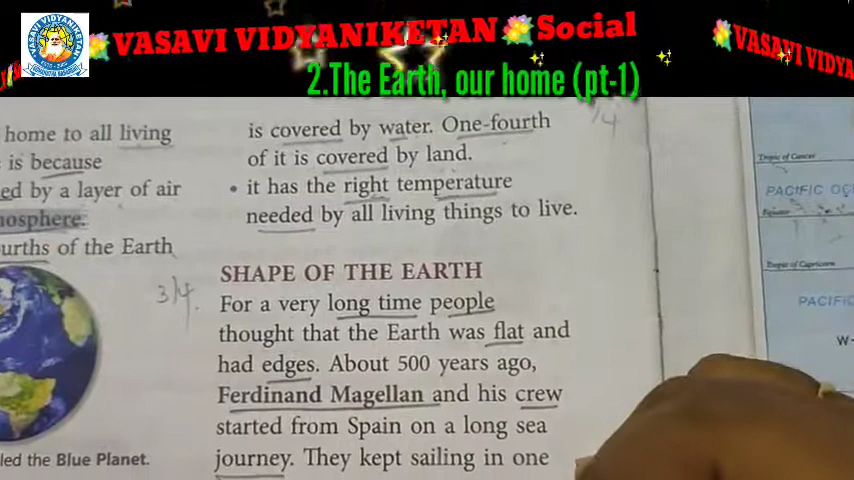 VASAVI VIDYANIKETAN Social
VASAVI VIDYA
2.The Earth, our home (pt-1)
VASAVI VIDYANIKETAN
home to all living
is because
ed by a layer of air
nosphere.
urths of the Earth
led the Blue Planet.
is covered by water. One-fourth
of it is covered by land.
• it has the right temperature
needed by all living things to live.
1/4
3/4
SHAPE OF THE EARTH
For a very long time people
thought that the Earth was flat and
had edges. About 500 years ago,
Ferdinand Magellan and his crew
started from Spain on a long sea
journey. They kept sailing in one
Tropic of Cancer
PACIFIC OC
Equator
Tropic of Capricorn
PACIFIC
W